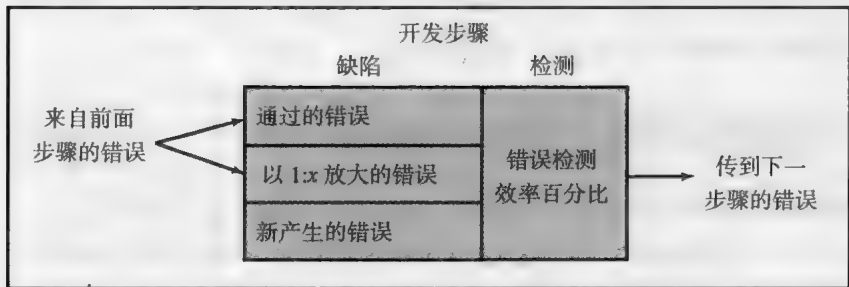 开发步骤
缺陷
检测
来自前面
步骤的错误
通过的错误
以 1:x 放大的错误
新产生的错误
错误检测
效率百分比
传到下一
步骤的错误